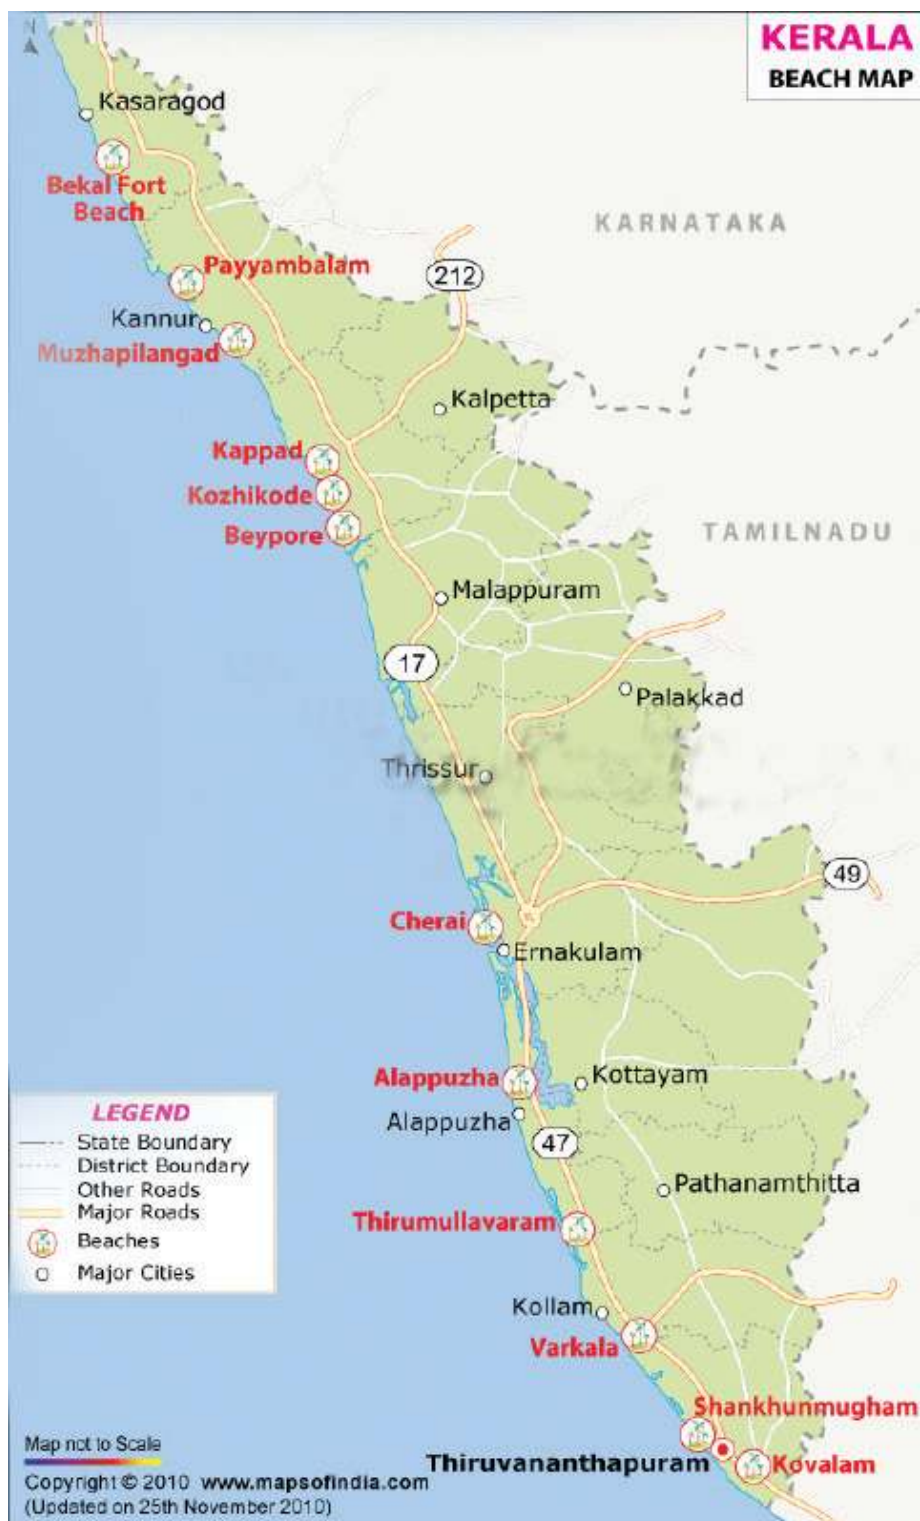 N
KERALA
BEACH MAP
Kasaragod
Bekal Fort
Beach
KARNATAKA
Payyambalam
212
Kannur
Muzhapilangad
Kalpetta
Kappad
Kozhikode
Beypore
TAMILNADU
Malappuram
17
Palakkad
Thrissur
49
Cherai
Ernakulam
Alappuzha
Kottayam
Alappuzha
47
Pathanamthitta
Thirumullavaram
Kollam
Varkala
Shankhunmugham
Thiruvananthapuram
Kovalam
LEGEND
State Boundary
District Boundary
Other Roads
Major Roads
Beaches
Major Cities
Map not to Scale
Copyright © 2010 www.mapsofindia.com
(Updated on 25th November 2010)